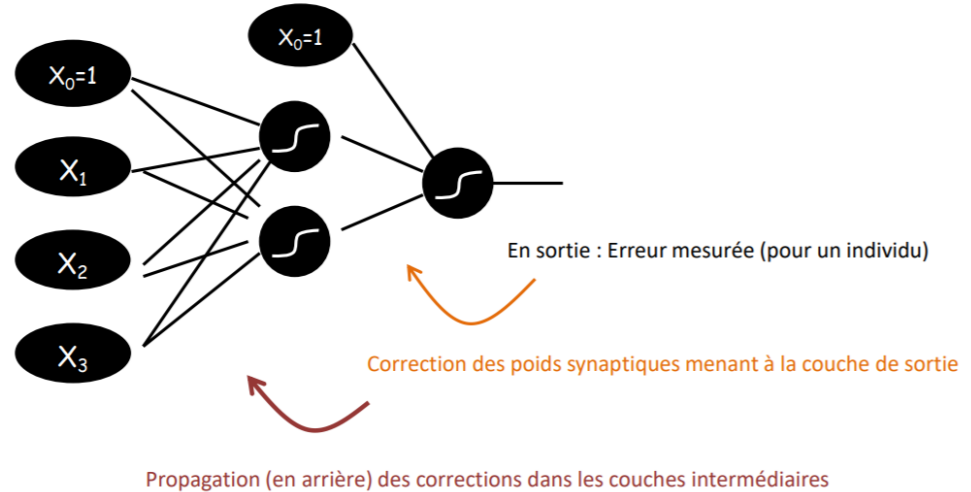 X₀=1
X₀=1
X₁
X₂
X₃
En sortie : Erreur mesurée (pour un individu)
Correction des poids synaptiques menant à la couche de sortie
Propagation (en arrière) des corrections dans les couches intermédiaires